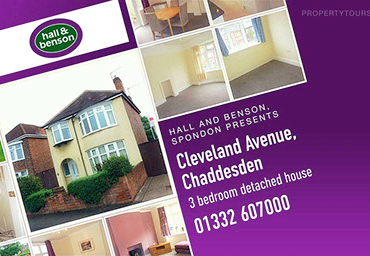 hall &
benson
PROPERTYTOURS
HALL AND BENSON,
SPONDON PRESENTS
Cleveland Avenue,
Chaddesden
3 bedroom detached house
01332 607000